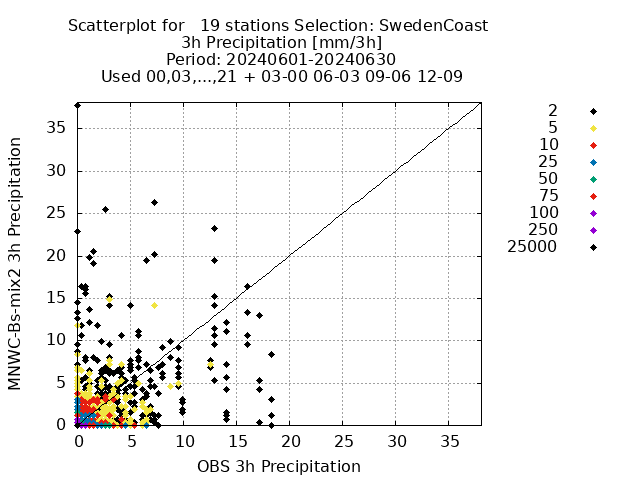 Scatterplot for   19 stations Selection: SwedenCoast
3h Precipitation [mm/3h]
Period: 20240601-20240630
Used 00,03,...,21 + 03-00 06-03 09-06 12-09
MNWC-Bs-mix2 3h Precipitation
35
30
25
20
15
10
5
0
0 5 10 15 20 25 30 35
OBS 3h Precipitation
2
5
10
25
50
75
100
250
25000